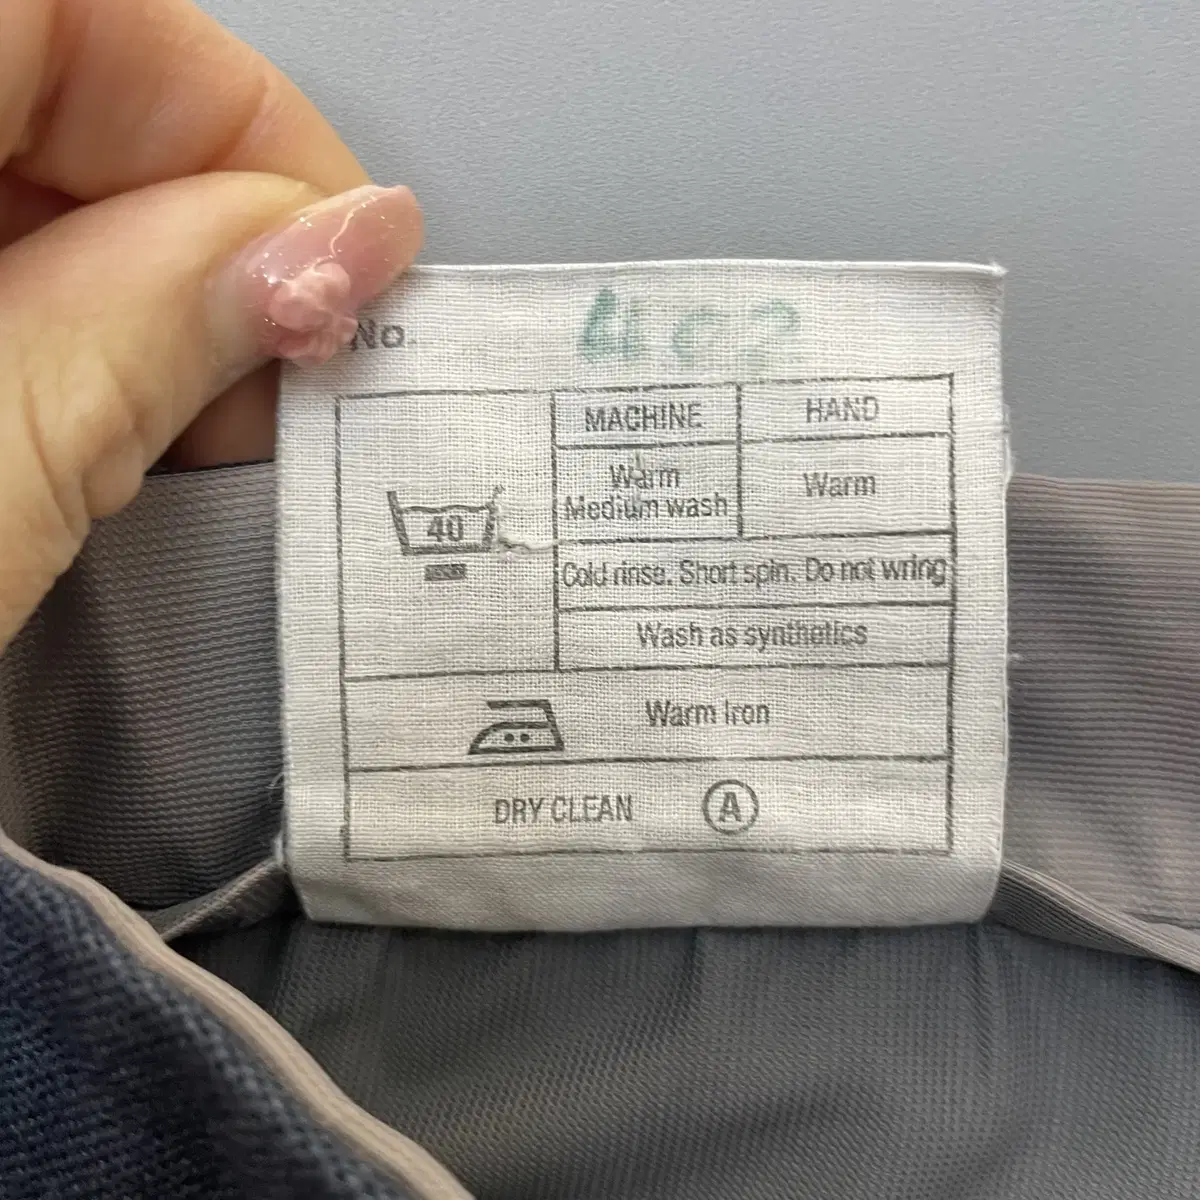 No.
MACHINE HAND
Warm
Medium wash
Warm
40
Cold rinse. Short spin. Do not wring
Wash as synthetics
Warm Iron
DRY CLEAN A